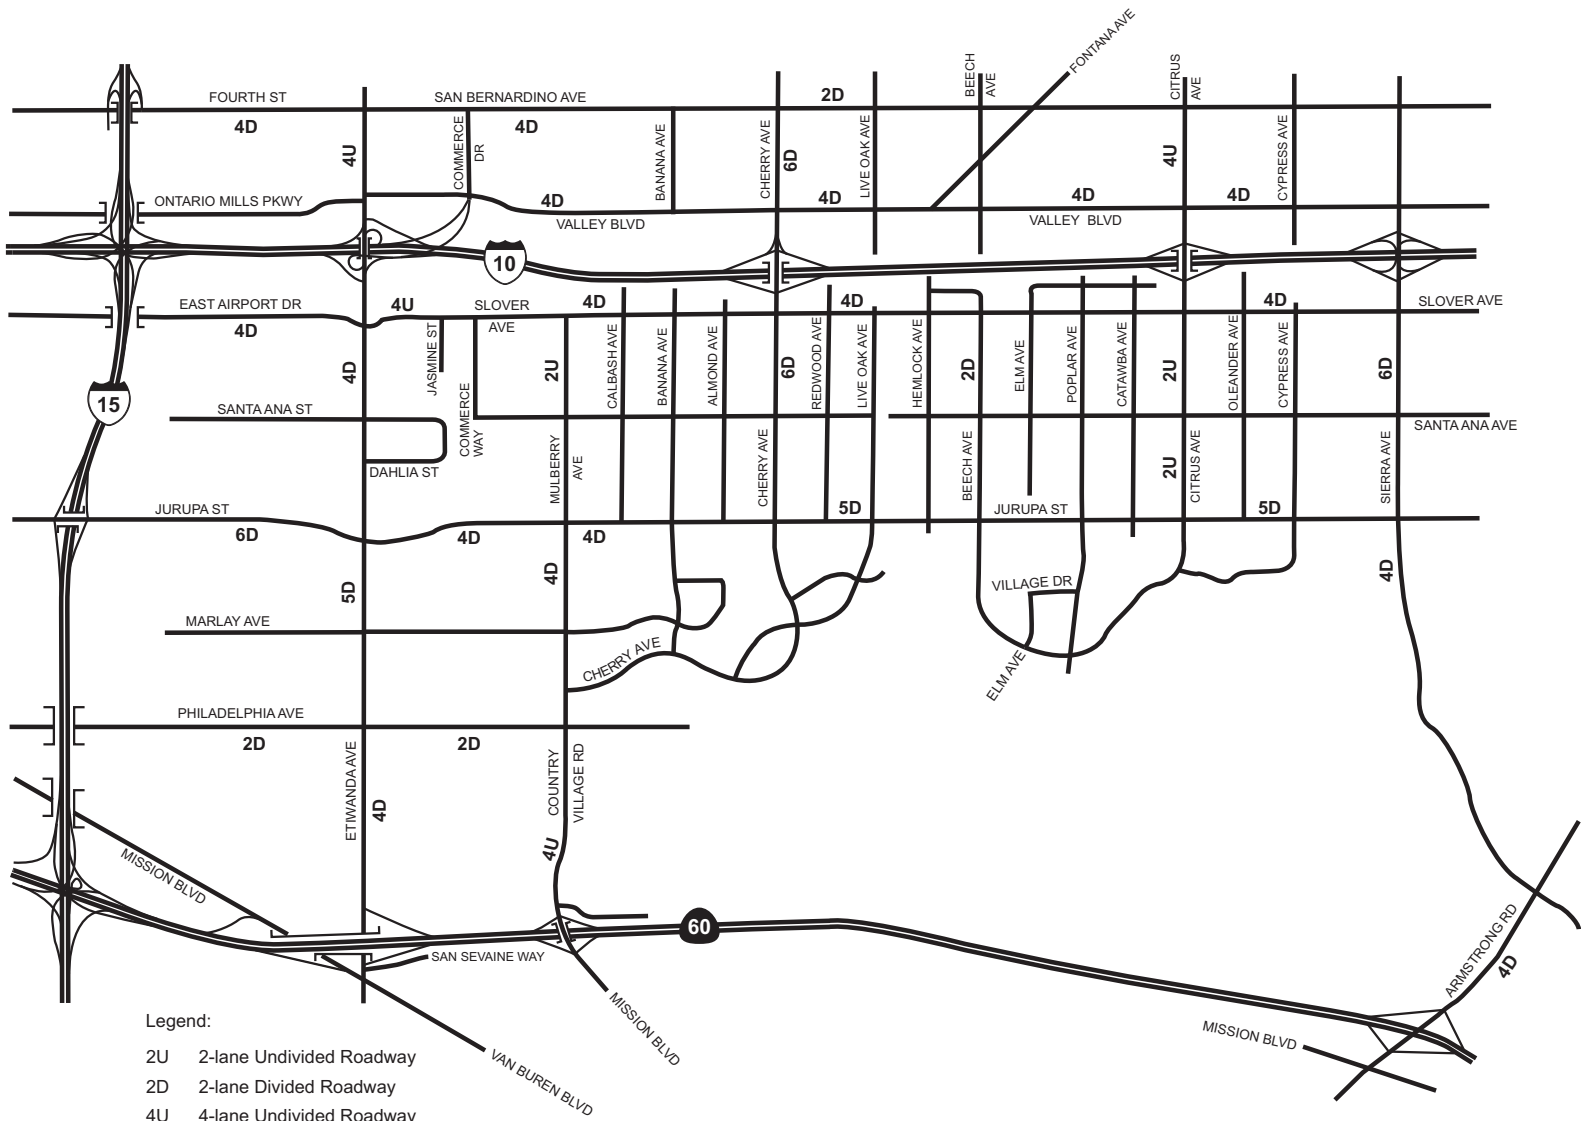 FONTANA AVE
BEECH
AVE
CITRUS
AVE
FOURTH ST
SAN BERNARDINO AVE
2D
4D
4D
4U
COMMERCE
DR
BANANA AVE
CHERRY AVE
6D
LIVE OAK AVE
4U
CYPRESS AVE
ONTARIO MILLS PKWY
4D
4D
4D
4D
VALLEY BLVD
VALLEY BLVD
10
EAST AIRPORT DR
4D
4U
SLOVER
AVE
4D
4D
4D
SLOVER AVE
4D
JASMINE ST
2U
CALBASH AVE
BANANA AVE
ALMOND AVE
6D
REDWOOD AVE
LIVE OAK AVE
HEMLOCK AVE
2D
ELM AVE
POPLAR AVE
CATAWBA AVE
2U
OLEANDER AVE
CYPRESS AVE
6D
15
SANTA ANA ST
SANTA ANA AVE
COMMERCE
WAY
DAHLIA ST
MULBERRY
AVE
CHERRY AVE
BEECH AVE
2U
CITRUS AVE
SIERRA AVE
JURUPA ST
6D
4D
4D
5D
JURUPA ST
5D
5D
4D
4D
VILLAGE DR
MARLAY AVE
CHERRY AVE
ELM AVE
PHILADELPHIA AVE
2D
2D
ETIWANDA AVE
4D
COUNTRY
VILLAGE RD
4U
MISSION BLVD
60
SAN SEVAINE WAY
ARMSTRONG RD
4D
MISSION BLVD
MISSION BLVD
VAN BUREN BLVD
Legend:
2U 2-lane Undivided Roadway
2D 2-lane Divided Roadway
4U 4-lane Undivided Roadway